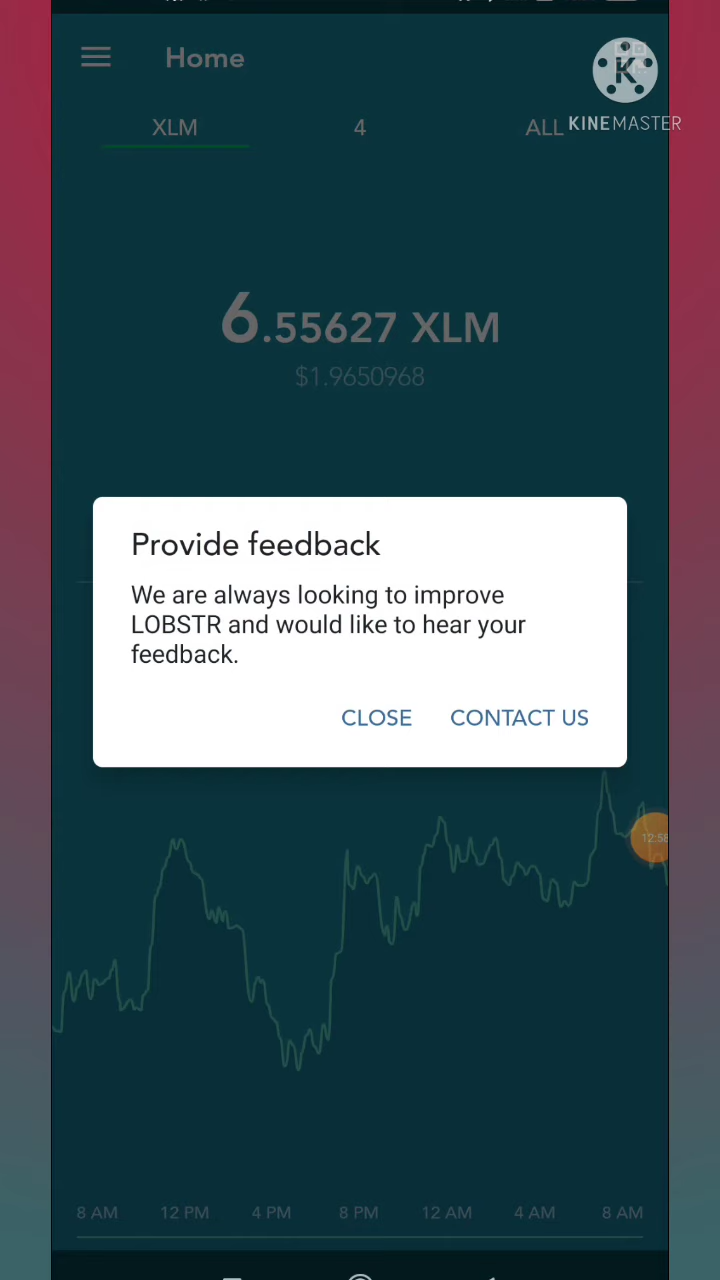 Home
K
KINEMASTER
XLM
4
ALL
6.55627 XLM
$1.9650968
Provide feedback
We are always looking to improve
LOBSTR and would like to hear your
feedback.
CLOSE
CONTACT US
12:58
8 AM
12 PM
4 PM
8 PM
12 AM
4 AM
8 AM